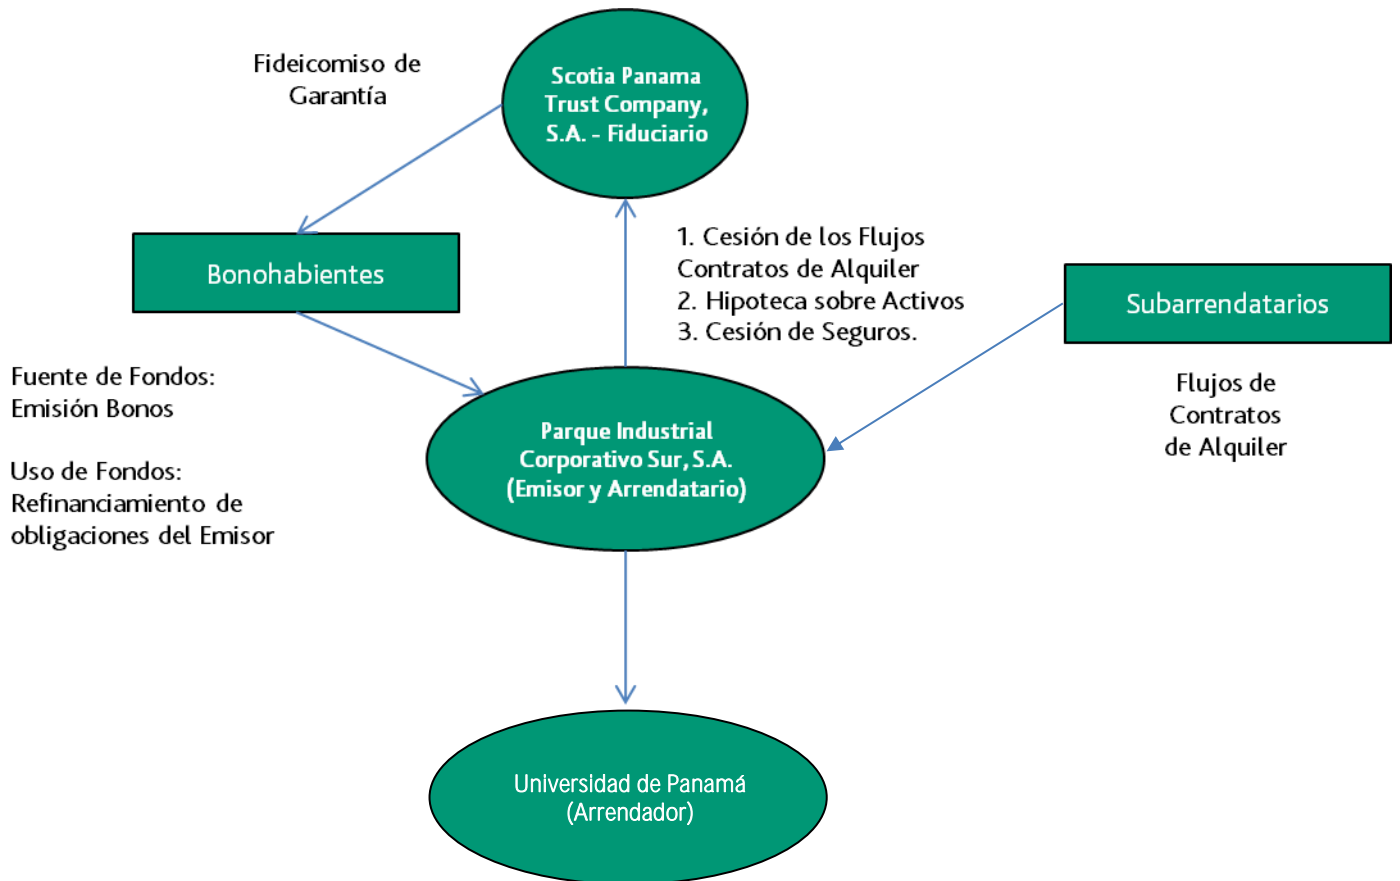 Fideicomiso de
Garantía
Scotia Panama
Trust Company,
S.A. - Fiduciario
Bonohabientes
1. Cesión de los Flujos
Contratos de Alquiler
2. Hipoteca sobre Activos
3. Cesión de Seguros.
Subarrendatarios
Flujos de
Contratos
de Alquiler
Fuente de Fondos:
Emisión Bonos
Uso de Fondos:
Refinanciamiento de
obligaciones del Emisor
Parque Industrial
Corporativo Sur, S.A.
(Emisor y Arrendatario)
Universidad de Panamá
(Arrendador)